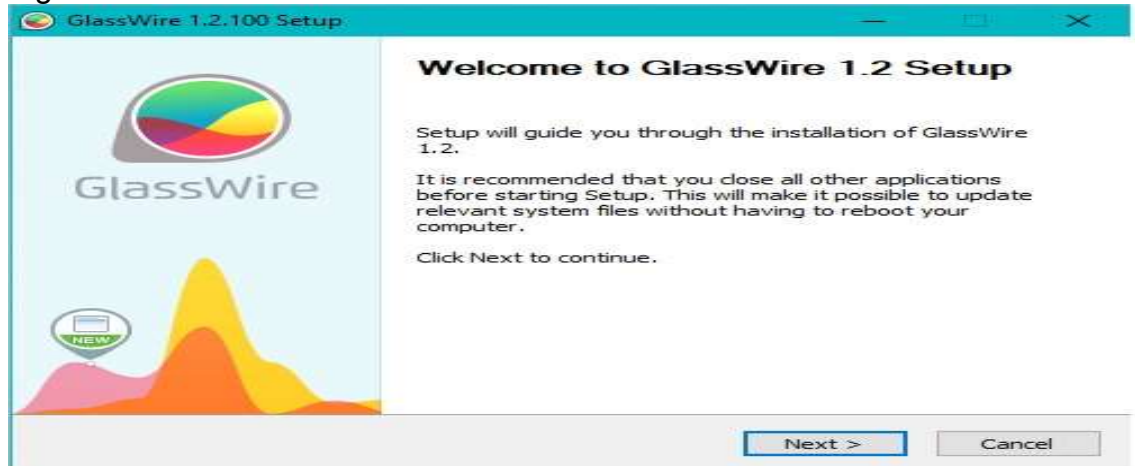 GlassWire 1.2.100 Setup
Welcome to GlassWire 1.2 Setup
Setup will guide you through the installation of GlassWire
1.2.
It is recommended that you close all other applications
before starting Setup. This will make it possible to update
relevant system files without having to reboot your
computer.
Click Next to continue.
GlassWire
NEW
Next >
Cancel